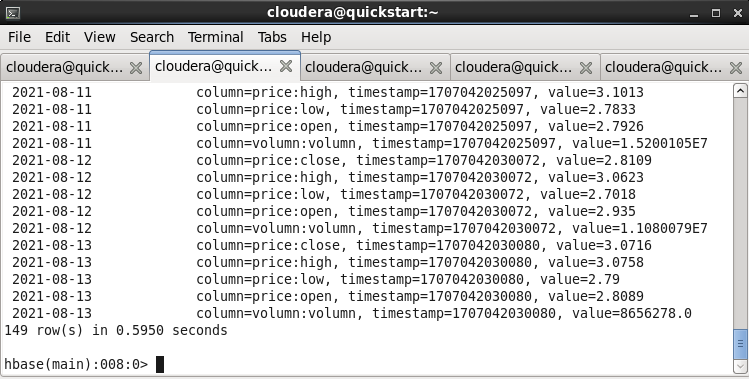 cloudera@quickstart:~
File Edit View Search Terminal Tabs Help
cloudera@quick... cloudera@quick... cloudera@quick... cloudera@quick... cloudera@quick...
2021-08-11 column=price:high, timestamp=1707042025097, value=3.1013
2021-08-11 column=price:low, timestamp=1707042025097, value=2.7833
2021-08-11 column=price:open, timestamp=1707042025097, value=2.7926
2021-08-11 column=volumn:volumn, timestamp=1707042025097, value=1.5200105E7
2021-08-12 column=price:close, timestamp=1707042030072, value=2.8109
2021-08-12 column=price:high, timestamp=1707042030072, value=3.0623
2021-08-12 column=price:low, timestamp=1707042030072, value=2.7018
2021-08-12 column=price:open, timestamp=1707042030072, value=2.935
2021-08-12 column=volumn:volumn, timestamp=1707042030072, value=1.1080079E7
2021-08-13 column=price:close, timestamp=1707042030080, value=3.0716
2021-08-13 column=price:high, timestamp=1707042030080, value=3.0758
2021-08-13 column=price:low, timestamp=1707042030080, value=2.79
2021-08-13 column=price:open, timestamp=1707042030080, value=2.8089
2021-08-13 column=volumn:volumn, timestamp=1707042030080, value=8656278.0
149 row(s) in 0.5950 seconds
hbase(main):008:0>